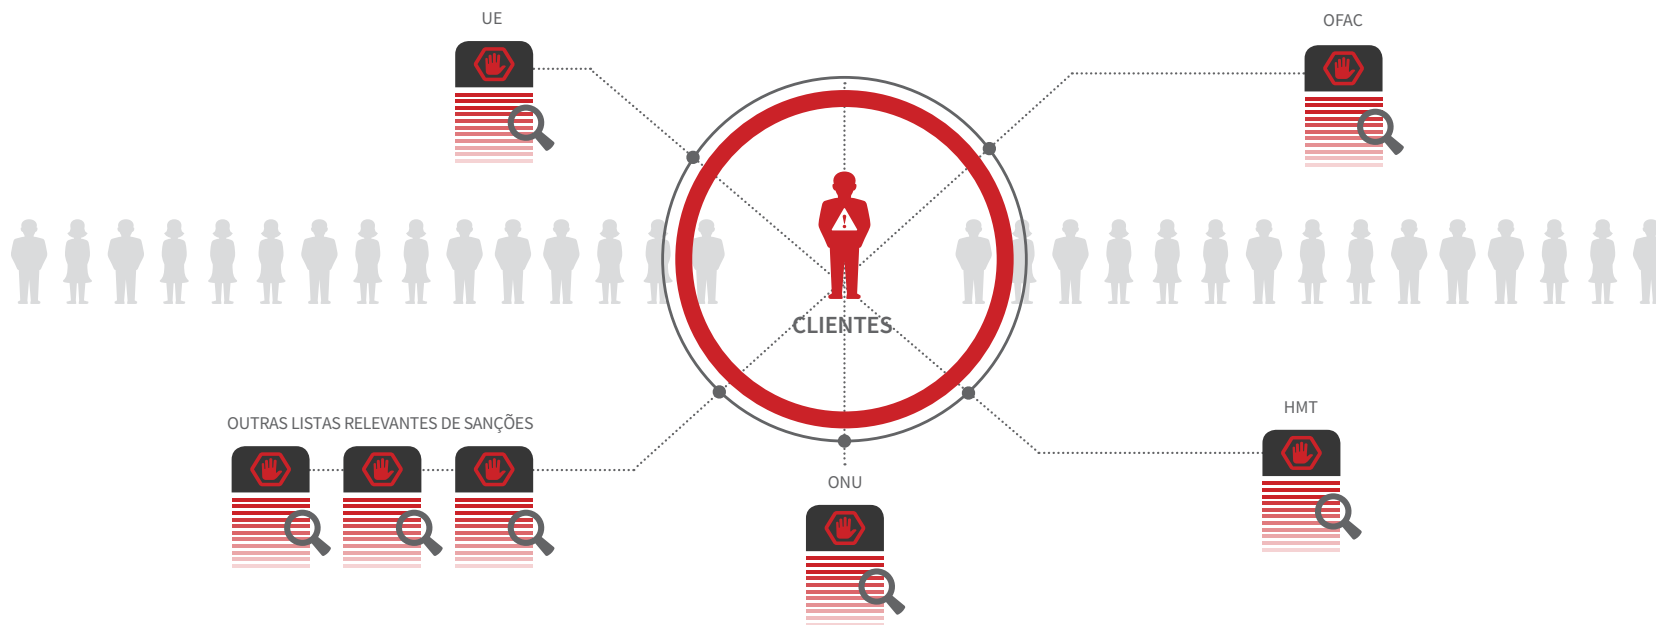 UE
OFAC
!
CLIENTES
OUTRAS LISTAS RELEVANTES DE SANÇÕES
HMT
ONU